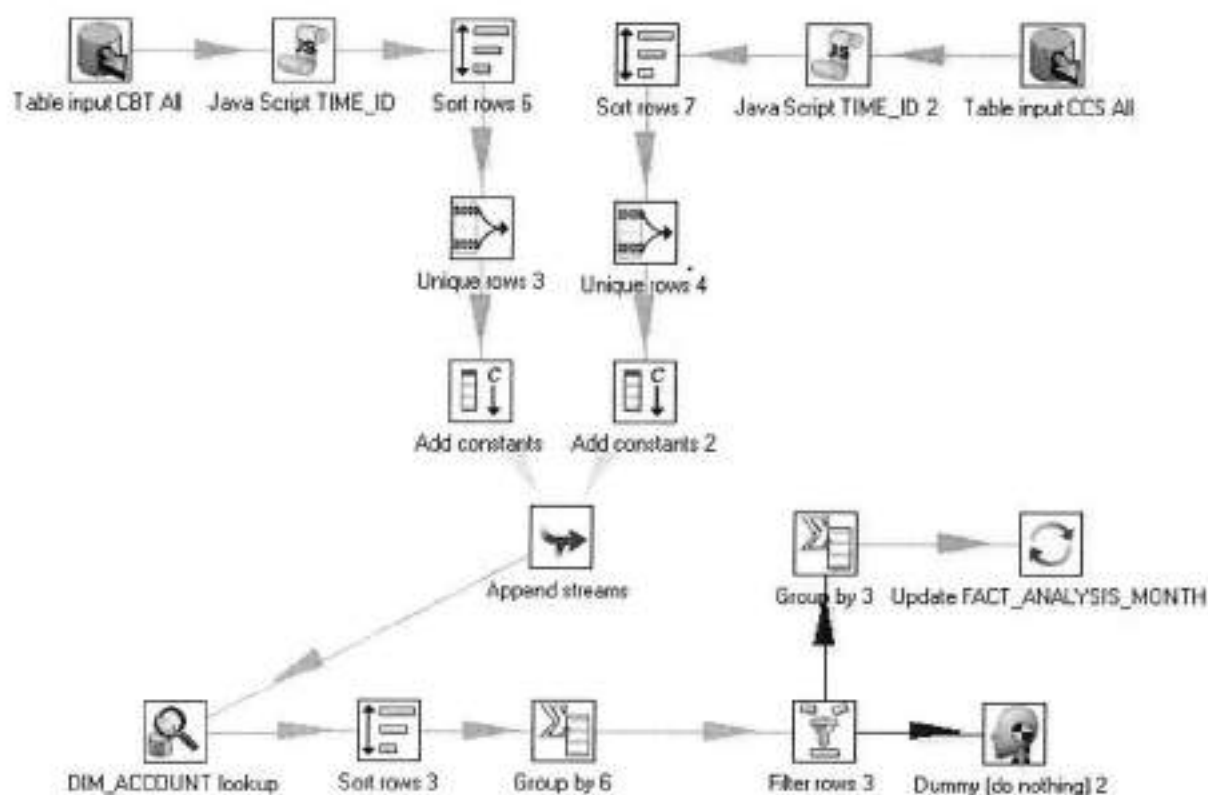 Table input CBT All
Java Script TIME_ID
Sort rows 6
Sort rows 7
Java Script TIME_ID 2
Table input CCS All
Unique rows 3
Unique rows 4
C
C
Add constants
Add constants 2
Append streams
Group by 3
Update FACT_ANALYSIS_MONTH
DIM_ACCOUNT lookup
Sort rows 3
Group by 6
Filter rows 3
Dummy [do nothing] 2